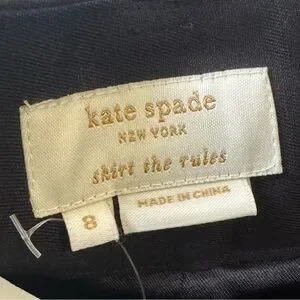 kate spade
NEW YORK
skirt the rules
8
MADE IN CHINA